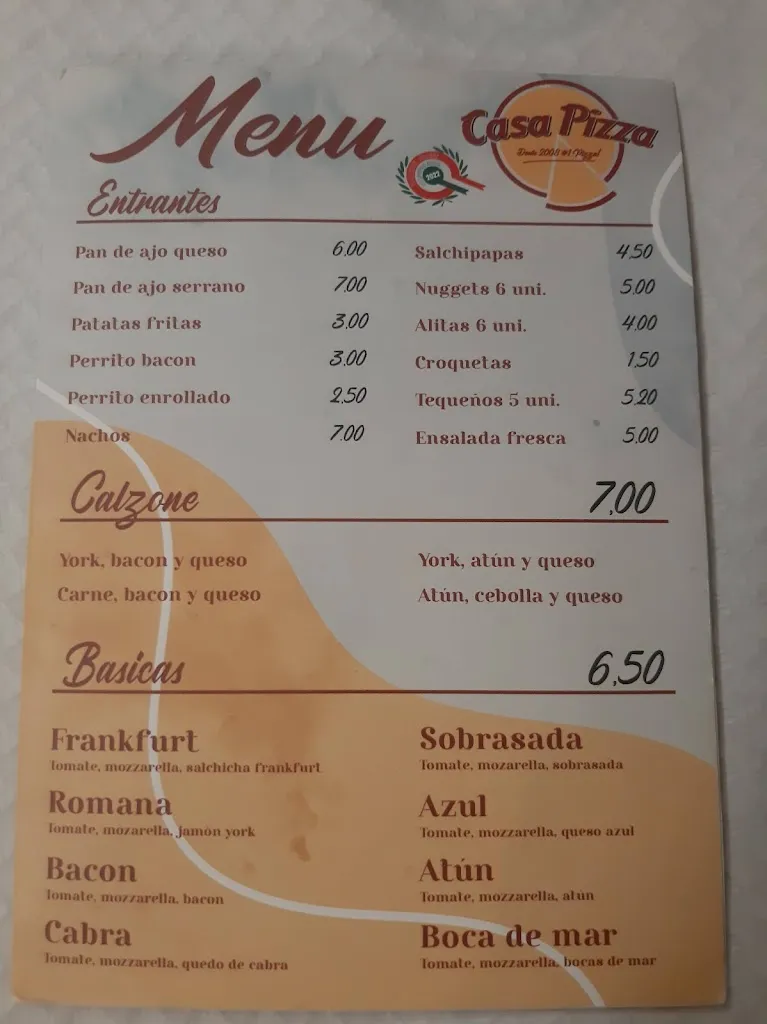 Menu
Casa Pizza
Desde 2008 #1 Pizza!
2022
Entrantes
Pan de ajo queso 6.00
Pan de ajo serrano 7.00
Patatas fritas 3.00
Perrito bacon 3.00
Perrito enrollado 2.50
Nachos 7.00
Salchipapas 4.50
Nuggets 6 uni. 5.00
Alitas 6 uni. 4.00
Croquetas 1,50
Tequeños 5 uni. 5.20
Ensalada fresca 5.00
Calzone 7,00
York, bacon y queso
Carne, bacon y queso
York, atún y queso
Atún, cebolla y queso
Basicas 6,50
Frankfurt
Tomate, mozzarella, salchicha frankfurt
Romana
Tomate, mozarella, jamón york
Bacon
Tomate, mozzarella, bacon
Cabra
Tomate, mozzarella, quedo de cabra
Sobrasada
Tomate, mozarella, sobrasada
Azul
Tomate, mozzarella, queso azul
Atún
Tomate, mozzarella, atún
Boca de mar
Tomate, mozzarella, bocas de mar